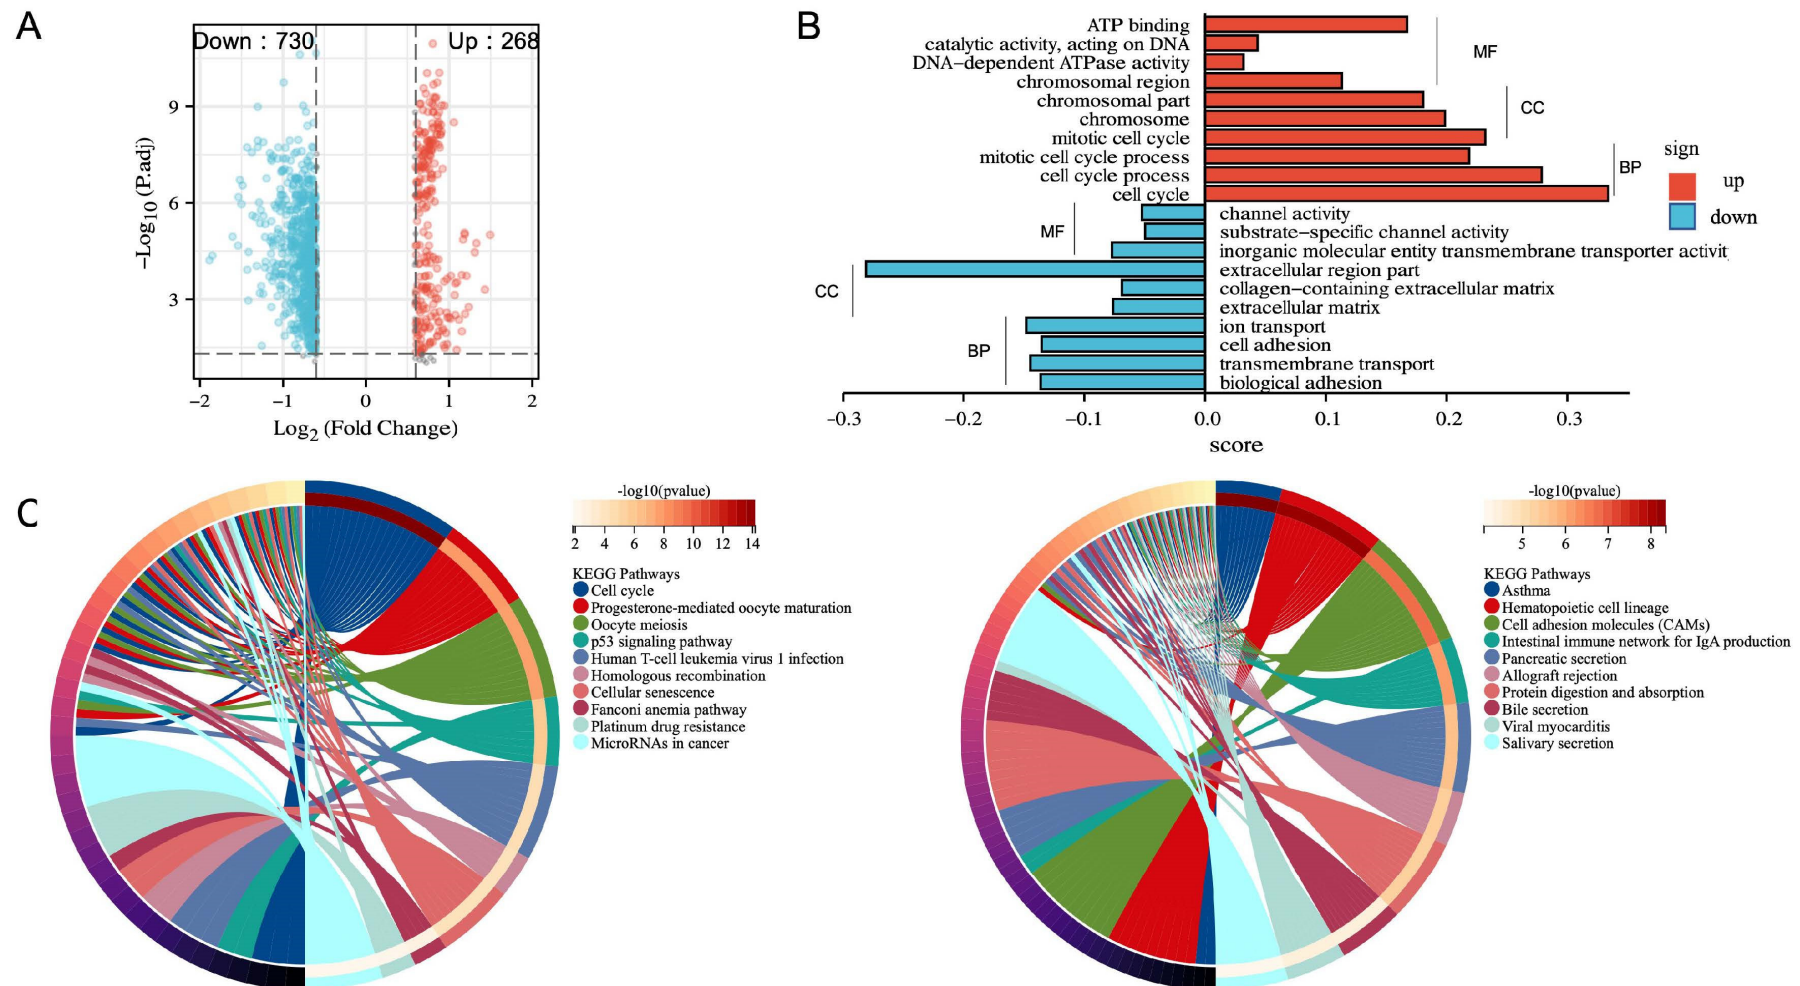 A
Down : 730
Up : 268
9
6
3
-Log10 (P.adj)
−2
−1
0
1
2
Log2 (Fold Change)
B
ATP binding
catalytic activity, acting on DNA
DNA−dependent ATPase activity
chromosomal region
chromosomal part
chromosome
mitotic cell cycle
mitotic cell cycle process
cell cycle process
cell cycle
MF
CC
BP
sign
up
down
channel activity
substrate−specific channel activity
inorganic molecular entity transmembrane transporter activit
extracellular region part
collagen−containing extracellular matrix
extracellular matrix
ion transport
cell adhesion
transmembrane transport
biological adhesion
MF
CC
BP
−0.3
−0.2
−0.1
0.0
0.1
0.2
0.3
score
C
-log10(pvalue)
2 4 6 8 10 12 14
KEGG Pathways
Cell cycle
Progesterone-mediated oocyte maturation
Oocyte meiosis
p53 signaling pathway
Human T-cell leukemia virus 1 infection
Homologous recombination
Cellular senescence
Fanconi anemia pathway
Platinum drug resistance
MicroRNAs in cancer
-log10(pvalue)
5 6 7 8
KEGG Pathways
Asthma
Hematopoietic cell lineage
Cell adhesion molecules (CAMs)
Intestinal immune network for IgA production
Pancreatic secretion
Allograft rejection
Protein digestion and absorption
Bile secretion
Viral myocarditis
Salivary secretion